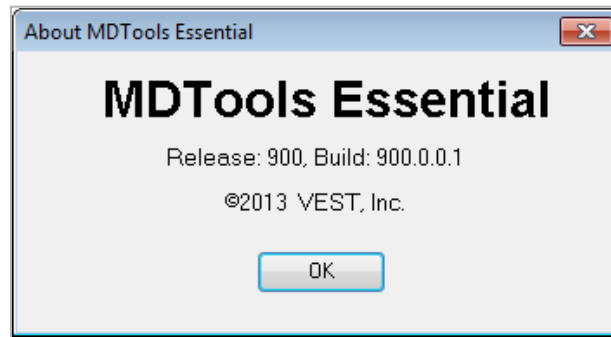 About MDTools Essential
MDTools Essential
Release: 900, Build: 900.0.0.1
©2013 VEST, Inc.
OK